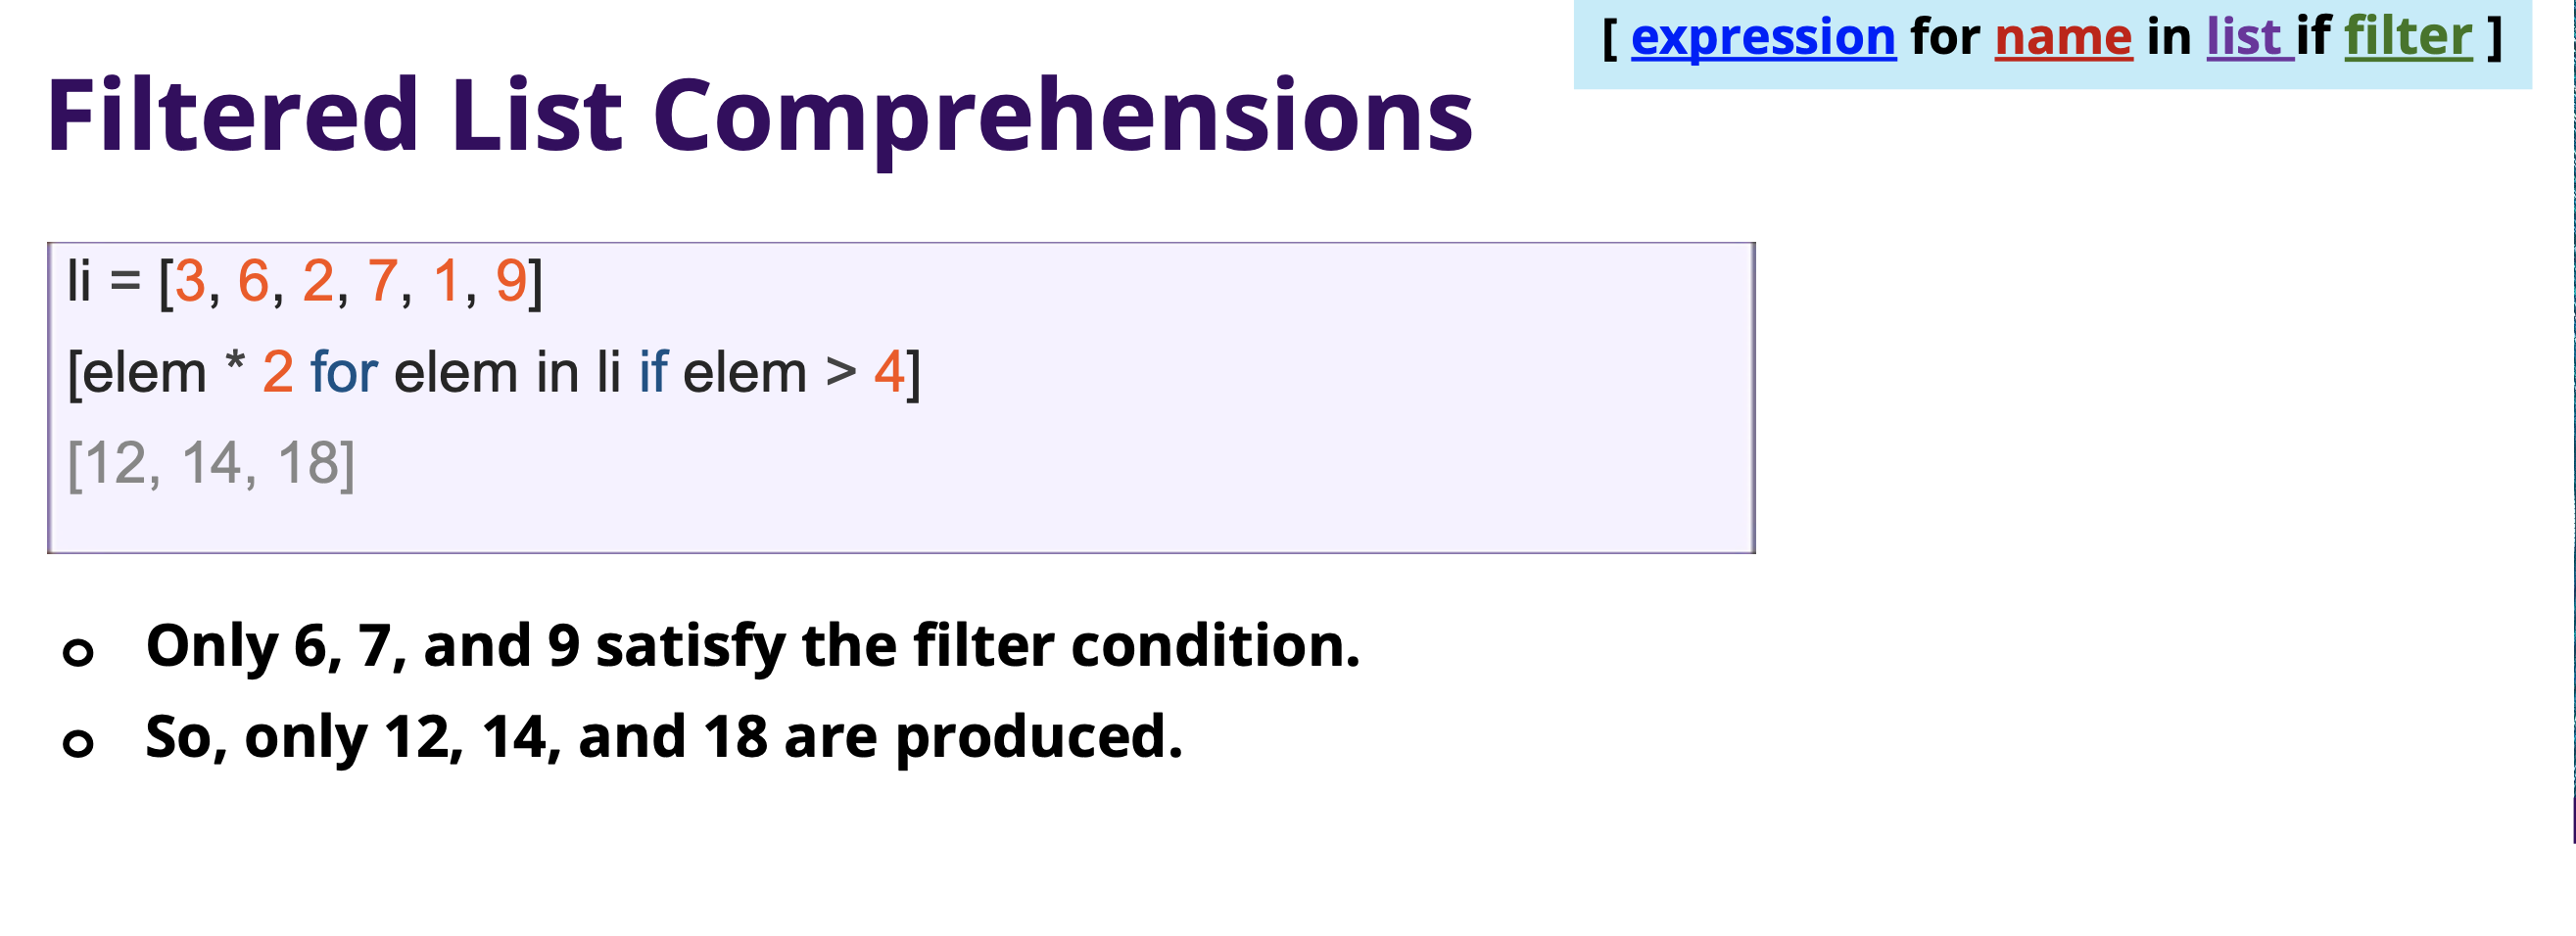 [ expression for name in list if filter ]
Filtered List Comprehensions
li = [3, 6, 2, 7, 1, 9]
[elem * 2 for elem in li if elem > 4]
[12, 14, 18]
o Only 6, 7, and 9 satisfy the filter condition.
o So, only 12, 14, and 18 are produced.